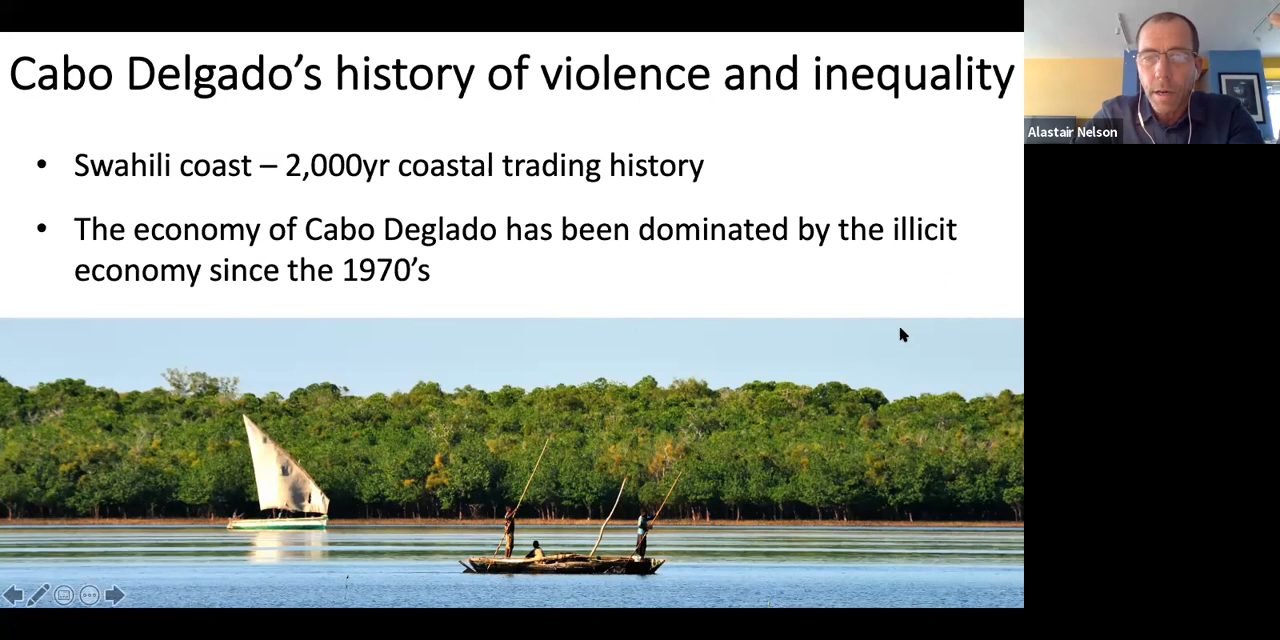 Cabo Delgado’s history of violence and inequality
Alastair Nelson
• Swahili coast – 2,000yr coastal trading history
• The economy of Cabo Deglado has been dominated by the illicit
economy since the 1970’s